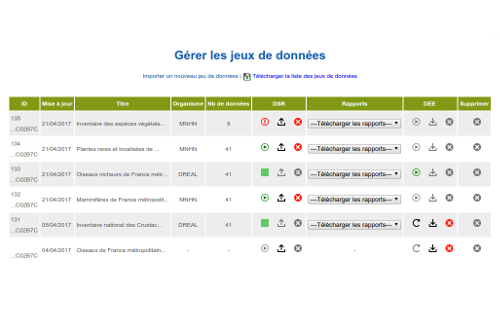 Gérer les jeux de données
Importer un nouveau jeu de données | Télécharger la liste des jeux de données
ID Mise à jour Titre Organisme Nb de données DSR Rapports DEE Supprimer
135 ...C02B7C 21/04/2017 Inventaire des espèces végétale... MNHN 8 ---Télécharger les rapports---
134 ...C02B7C 21/04/2017 Plantes rares et localisées de ... MNHN 41 ---Télécharger les rapports---
133 ...C02B7C 21/04/2017 Oiseaux nicheurs de France métr... DREAL 41 ---Télécharger les rapports---
132 ...C02B7C 21/04/2017 Mammifères de France métropolit... MNHN 41 ---Télécharger les rapports---
131 ...C02B7C 05/04/2017 Inventaire national des Crustac... DREAL 41 ---Télécharger les rapports---
...C02B7C 04/04/2017 Oiseaux de France métropolitain... - - -